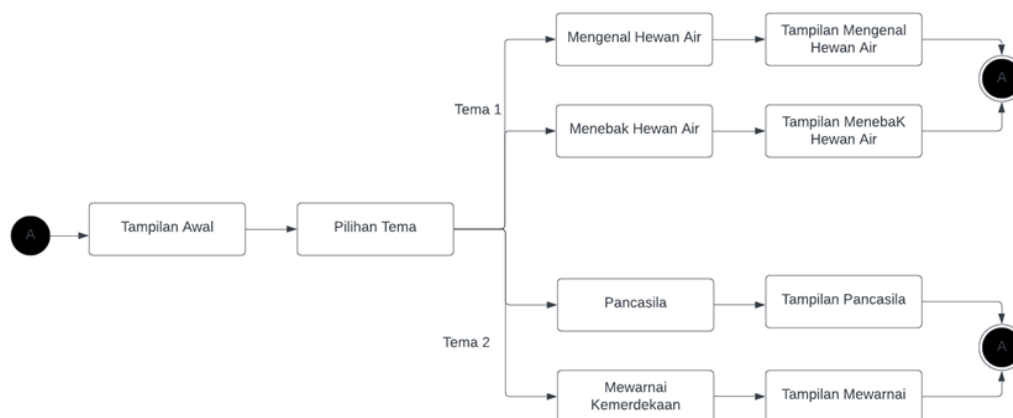 Mengenal Hewan Air
Tampilan Mengenal
Hewan Air
A
Tema 1
Menebak Hewan Air
Tampilan MenebaK
Hewan Air
A
Tampilan Awal
Pilihan Tema
Pancasila
Tampilan Pancasila
Tema 2
A
Mewarnai
Kemerdekaan
Tampilan Mewarnai